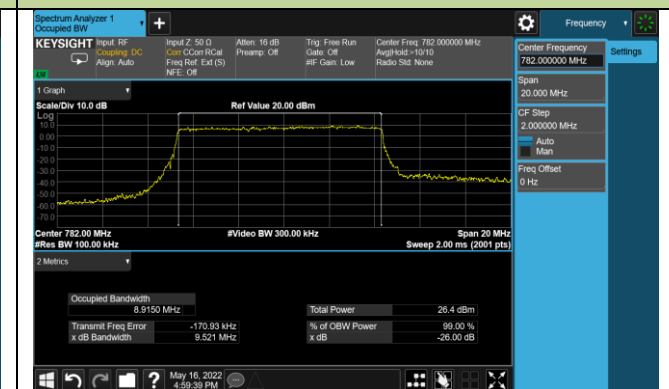 Spectrum Analyzer 1
Occupied BW
Frequency
KEYSIGHT
Input: RF
Coupling: DC
Align: Auto
Input Z: 50 Ω
Corr CCorr RCal
Freq Ref: Ext (S)
NFE: Off
Atten: 16 dB
Preamp: Off
Trig: Free Run
Gate: Off
#IF Gain: Low
Center Freq: 782.000000 MHz
Avg|Hold:>10/10
Radio Std: None
Center Frequency
782.000000 MHz
Settings
Span
20.000 MHz
CF Step
2.000000 MHz
Auto
Man
Freq Offset
0 Hz
1 Graph
Scale/Div 10.0 dB
Ref Value 20.00 dBm
Log
10.0
0.00
-10.0
-20.0
-30.0
-40.0
-50.0
-60.0
-70.0
Center 782.00 MHz
#Video BW 300.00 kHz
Span 20 MHz
#Res BW 100.00 kHz
Sweep 2.00 ms (2001 pts)
2 Metrics
Occupied Bandwidth
8.9150 MHz
Total Power
26.4 dBm
Transmit Freq Error
-170.93 kHz
% of OBW Power
99.00 %
x dB Bandwidth
9.521 MHz
x dB
-26.00 dB
May 16, 2022
4:59:39 PM